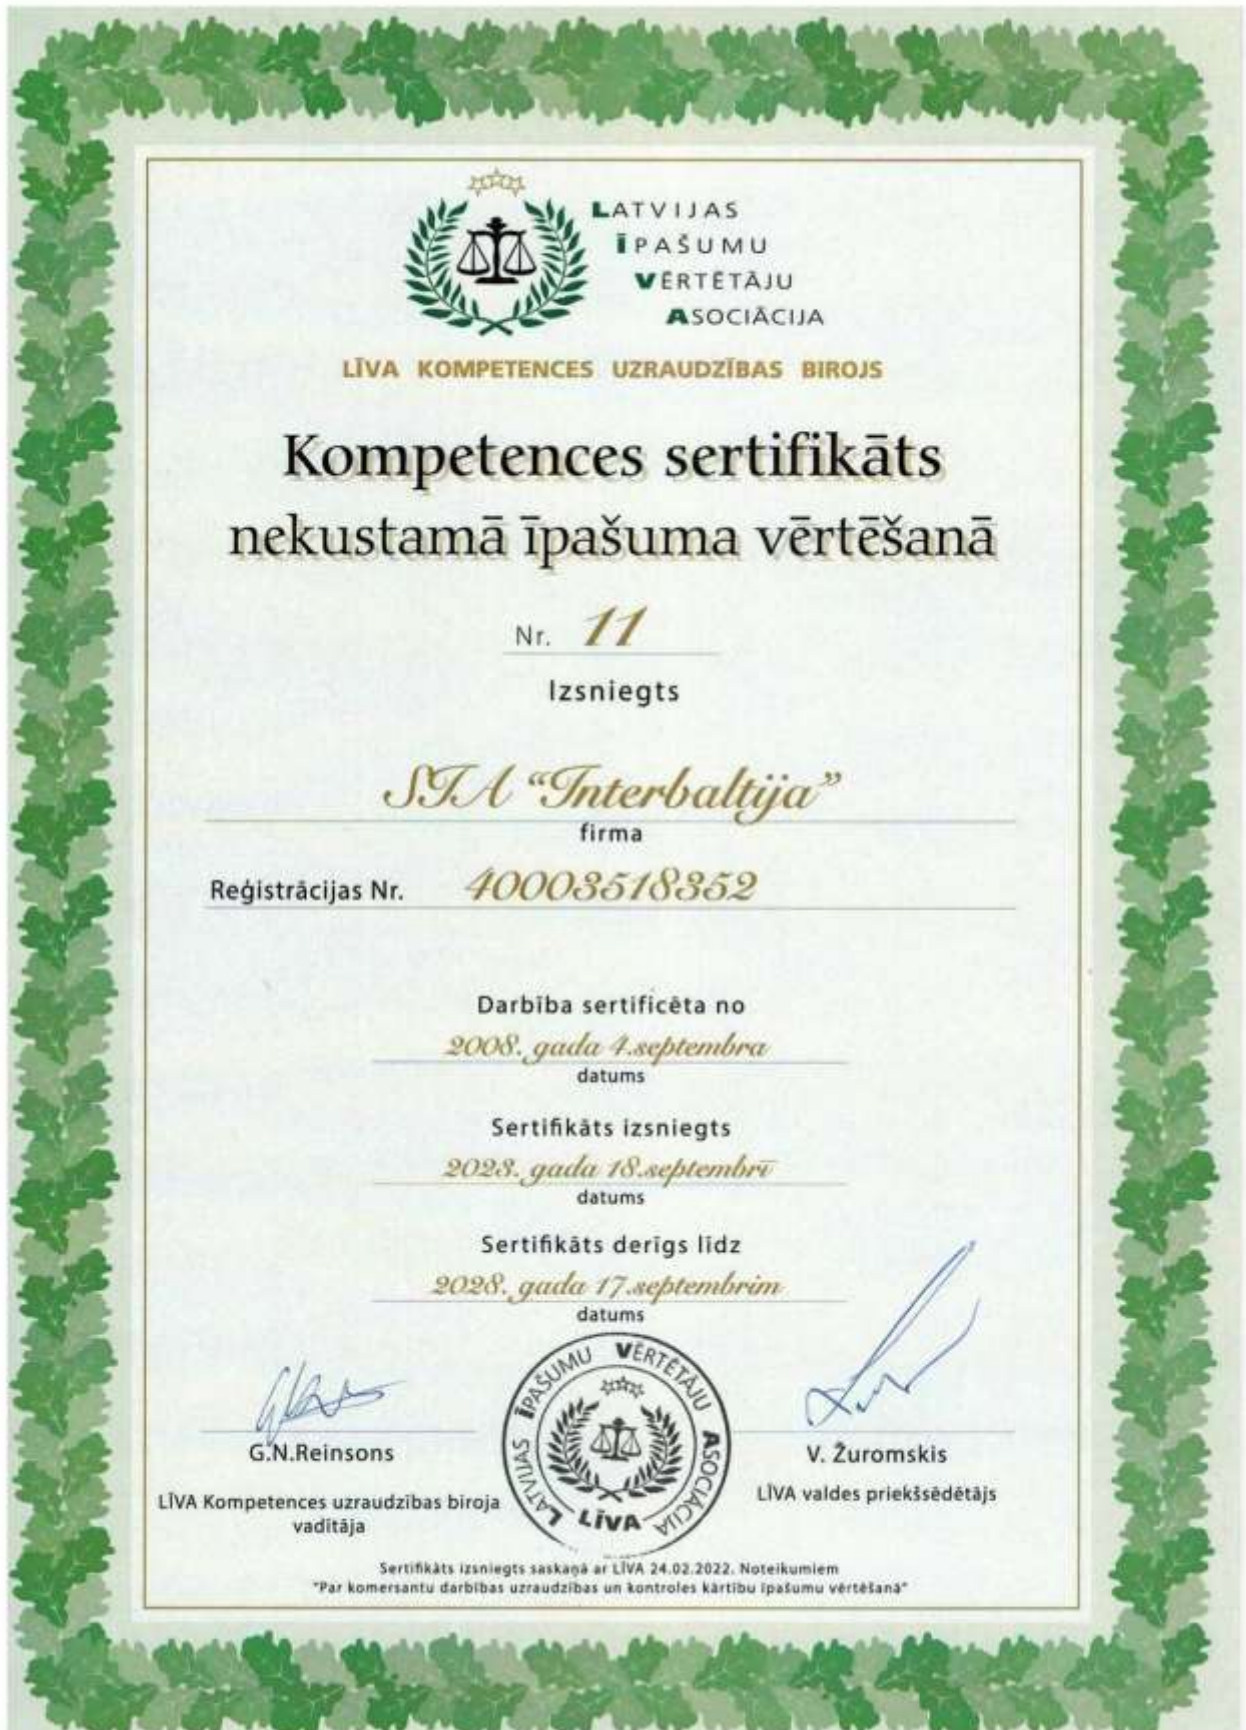 LATVIJAS
ĪPAŠUMU
VĒRTĒTĀJU
ASOCIĀCIJA
LĪVA KOMPETENCES UZRAUDZĪBAS BIROJS
Kompetences sertifikāts
nekustamā īpašuma vērtēšanā
Nr. 11
Izsniegts
SIA “Interbaltija”
firma
Reģistrācijas Nr. 40003518352
Darbība sertificēta no
2008. gada 4.septembra
datums
Sertifikāts izsniegts
2023. gada 18.septembrī
datums
Sertifikāts derīgs līdz
2028. gada 17.septembrim
datums
LATVIJAS ĪPAŠUMU VĒRTĒTĀJU ASOCIĀCIJA
LĪVA
G.N.Reinsons
LĪVA Kompetences uzraudzības biroja
vadītāja
V. Žuromskis
LĪVA valdes priekšsēdētājs
Sertifikāts izsniegts saskaņā ar LĪVA 24.02.2022. Noteikumiem
"Par komersantu darbības uzraudzības un kontroles kārtību īpašumu vērtēšanā"